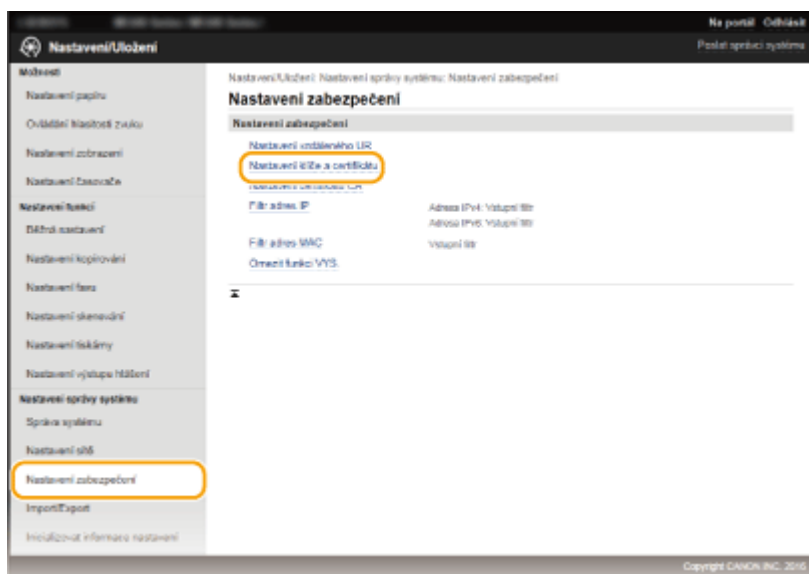 Na portál Odhlásit
Nastavení/Uložení
Poslat správci systému
Možnosti
Nastavení papíru
Ovládání hlasitosti zvuku
Nastavení zobrazení
Nastavení časovače
Nastavení funkcí
Běžná nastavení
Nastavení kopírování
Nastavení faxu
Nastavení skenování
Nastavení tiskárny
Nastavení výstupu hlášení
Nastavení správy systému
Správa systému
Nastavení sítě
Nastavení zabezpečení
Import/Export
Inicializovat informace nastavení
Nastavení/Uložení: Nastavení správy systému: Nastavení zabezpečení
Nastavení zabezpečení
Nastavení zabezpečení
Nastavení vzdáleného UR
Nastavení klíče a certifikátu
Nastavení certifikátu CA
Filtr adres IP
Adresa IPv4: Vstupní filtr
Adresa IPv6: Vstupní filtr
Filtr adres MAC
Vstupní filtr
Omezit funkci VYS.
Copyright CANON INC. 2016